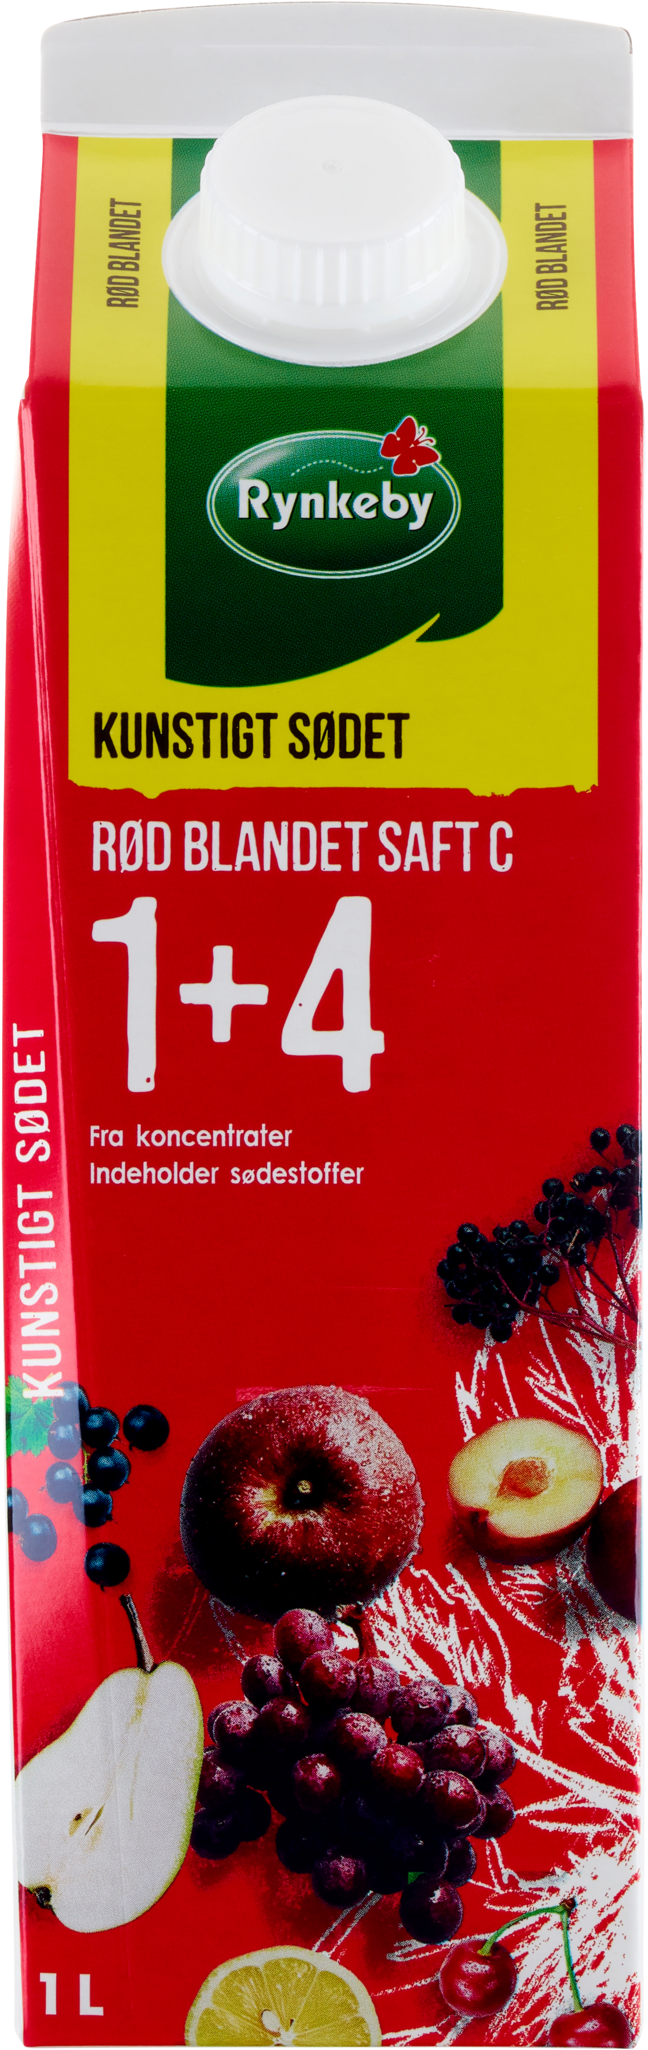 RØD BLANDET
RØD BLANDET
Rynkeby
KUNSTIGT SØDET
RØD BLANDET SAFT C
1+4
Fra koncentrater
Indeholder sødestoffer
KUNSTIGT SØDET
1 L